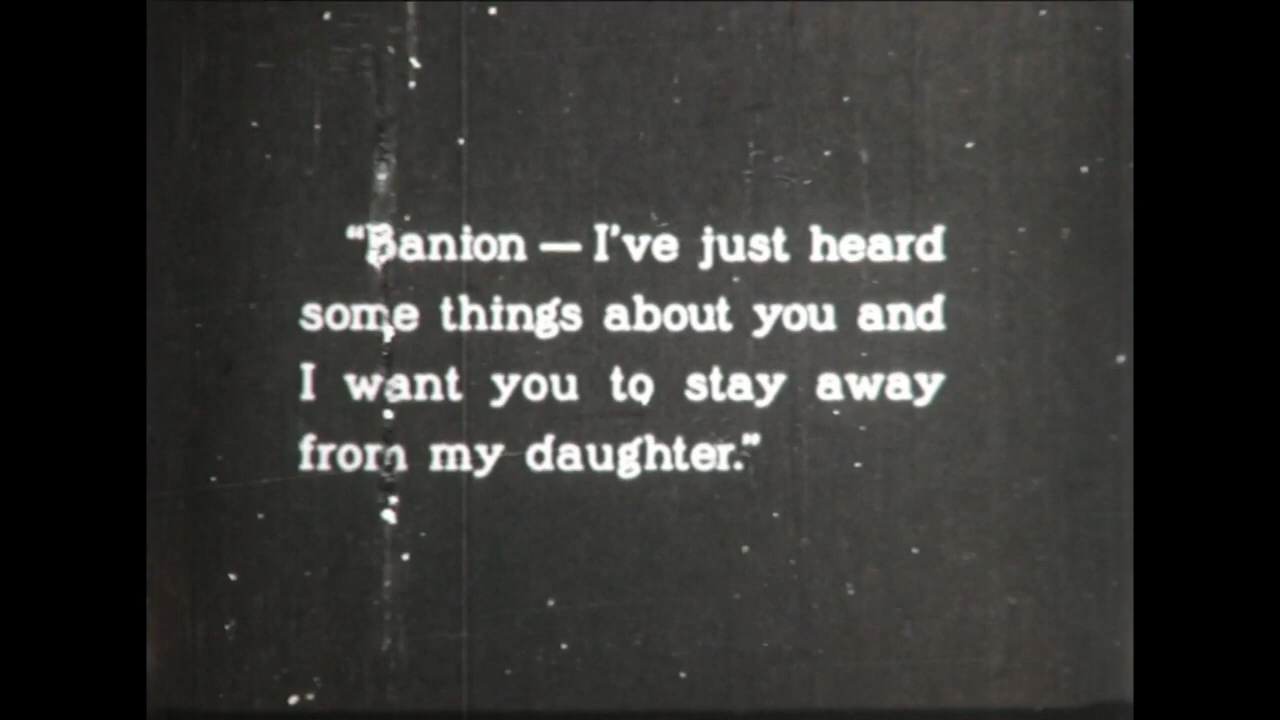 “Banion — I’ve just heard
some things about you and
I want you to stay away
from my daughter.”